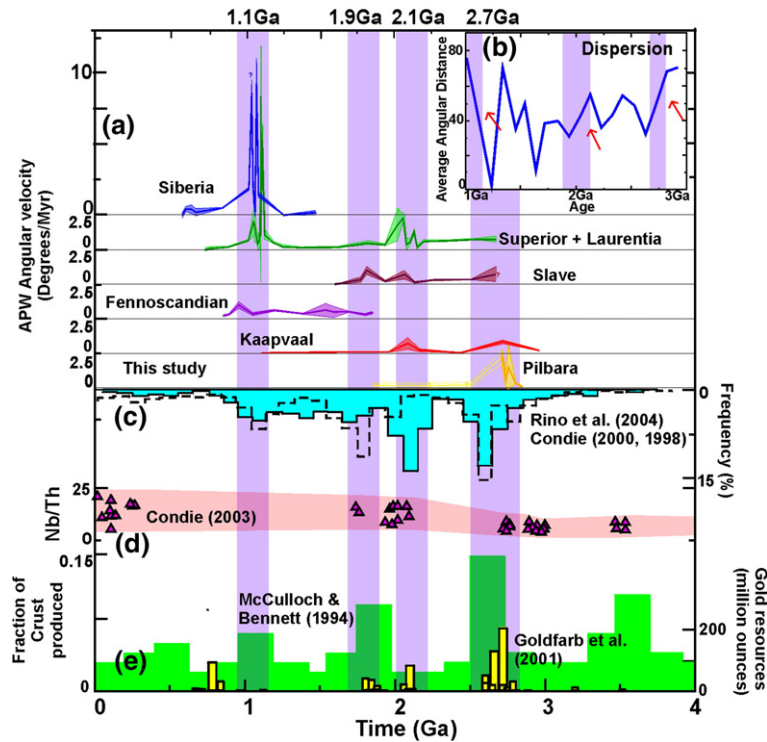 1.1Ga 1.9Ga 2.1Ga 2.7Ga
(a)
APW Angular velocity
(Degrees/Myr)
10
0
2.5
0
2.5
0
2.5
0
2.5
0
2.5
0
Siberia
?
Superior + Laurentia
Slave
?
Fennoscandian
Kaapvaal
This study
Pilbara
(b)
Dispersion
Average Angular Distance
80
40
0
1Ga 2Ga 3Ga
Age
(c)
Rino et al. (2004)
Condie (2000, 1998)
0
15
Frequency
(%)
Nb/Th
25
0
Condie (2003)
(d)
0.15
0
Fraction of
Crust
produced
McCulloch &
Bennett (1994)
Goldfarb et al.
(2001)
(e)
200
0
Gold resources
(million ounces)
0 1 2 3 4
Time (Ga)